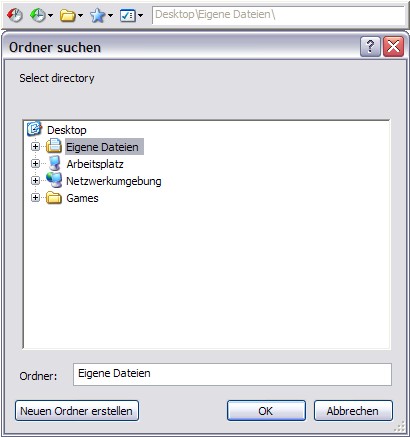 Desktop\Eigene Dateien\
Ordner suchen
Select directory
Desktop
Eigene Dateien
Arbeitsplatz
Netzwerkumgebung
Games
Ordner: Eigene Dateien
Neuen Ordner erstellen OK Abbrechen